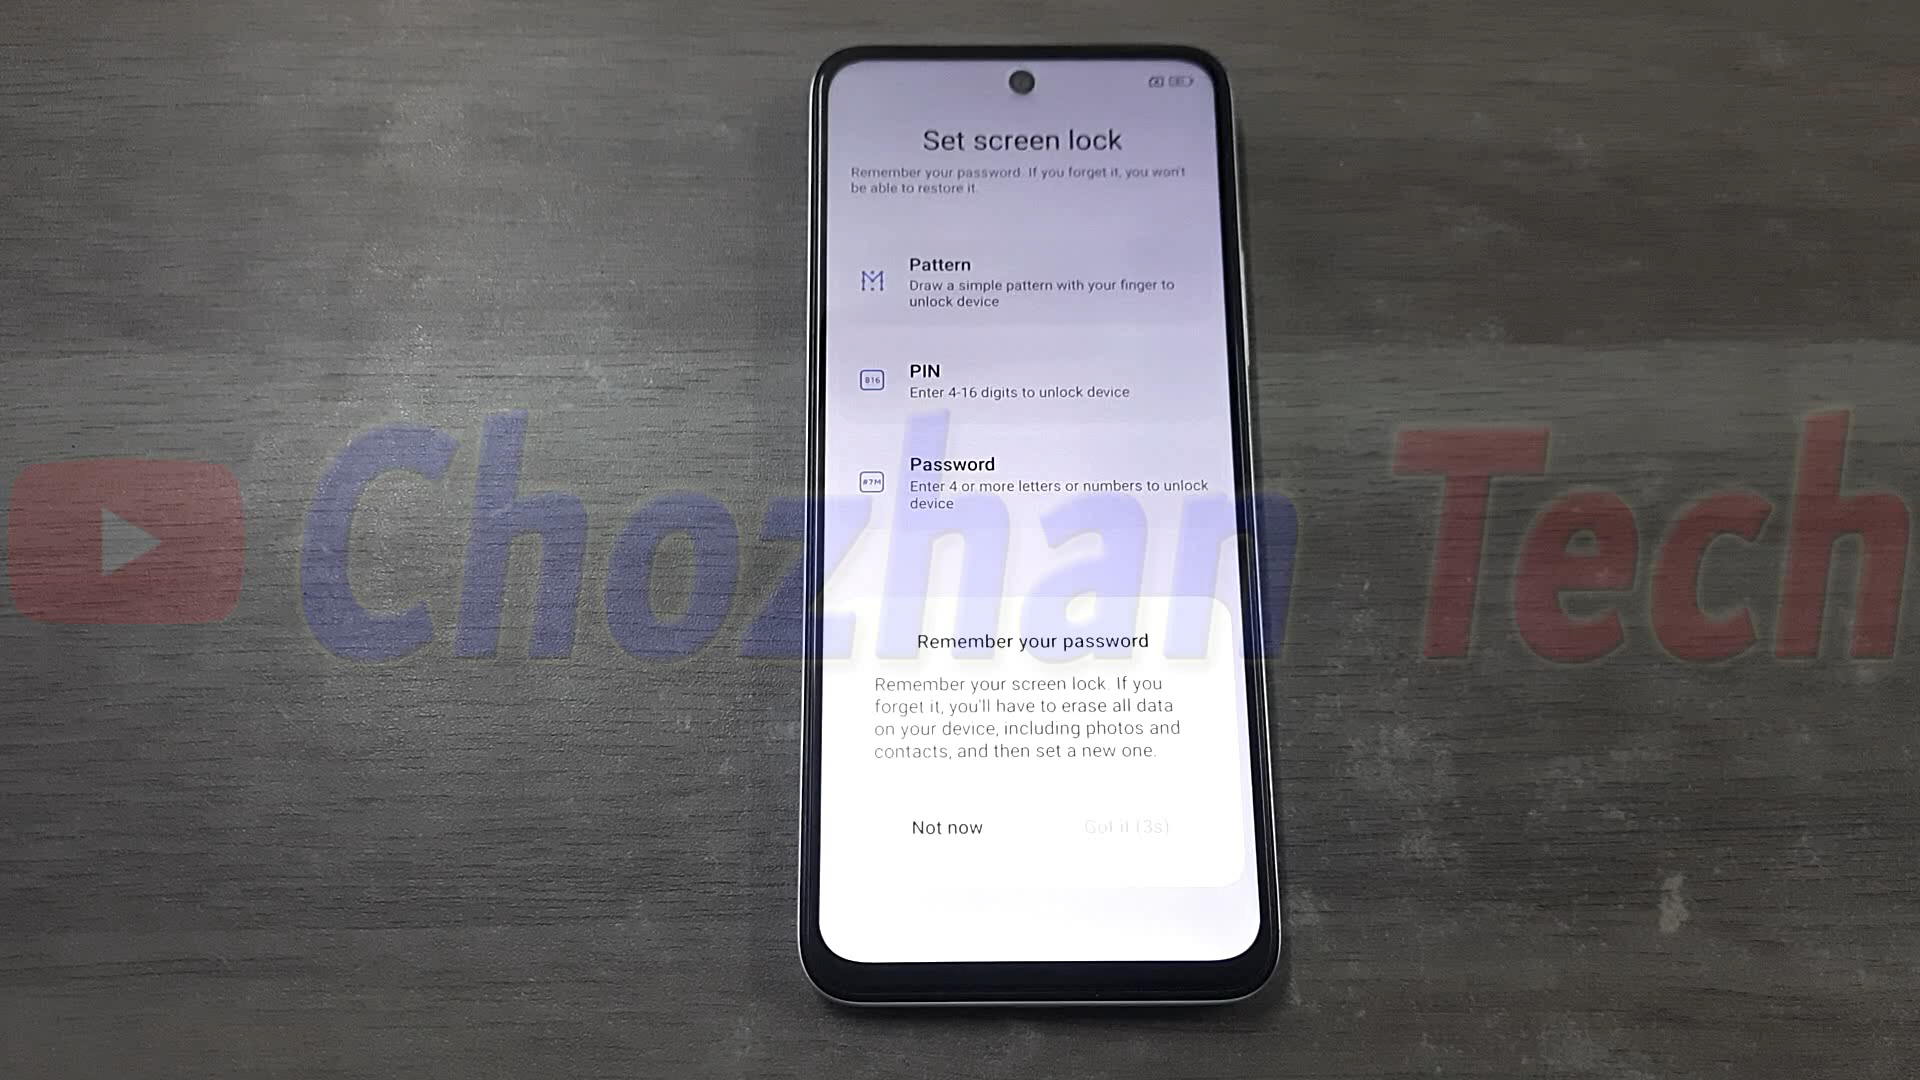 Set screen lock
Remember your password. If you forget it, you won't
be able to restore it.
Pattern
Draw a simple pattern with your finger to
unlock device
PIN
Enter 4-16 digits to unlock device
Password
Enter 4 or more letters or numbers to unlock
device
Chozhan Tech
Remember your password
Remember your screen lock. If you
forget it, you'll have to erase all data
on your device, including photos and
contacts, and then set a new one.
Not now
Got it (3s)